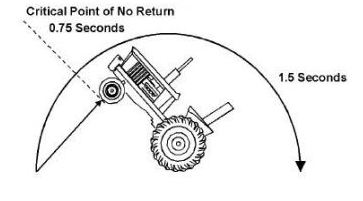 Critical Point of No Return
0.75 Seconds
1.5 Seconds